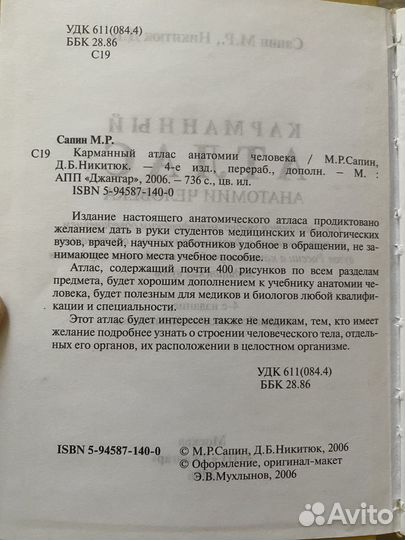 УДК 611(084.4)
ББК 28.86
С19
Сапин М.Р.
С19 Карманный атлас анатомии человека / М.Р.Сапин,
Д.Б.Никитюк. — 4-е изд., перераб., дополн. — М. :
АПП «Джангар», 2006. – 736 с., цв. ил.
ISBN 5-94587-140-0
Издание настоящего анатомического атласа продиктовано
желанием дать в руки студентов медицинских и биологических
вузов, врачей, научных работников удобное в обращении, не за-
нимающее много места учебное пособие.
Атлас, содержащий почти 400 рисунков по всем разделам
предмета, будет хорошим дополнением к учебнику анатомии че-
ловека, будет полезным для медиков и биологов любой квалифи-
кации и специальности.
Этот атлас будет интересен также не медикам, тем, кто имеет
желание подробнее узнать о строении человеческого тела, отдель-
ных его органов, их расположении в целостном организме.
УДК 611(084.4)
ББК 28.86
ISBN 5-94587-140-0
© М.Р.Сапин, Д.Б.Никитюк, 2006
© Оформление, оригинал-макет
Э.В.Мухлынов, 2006
Avito